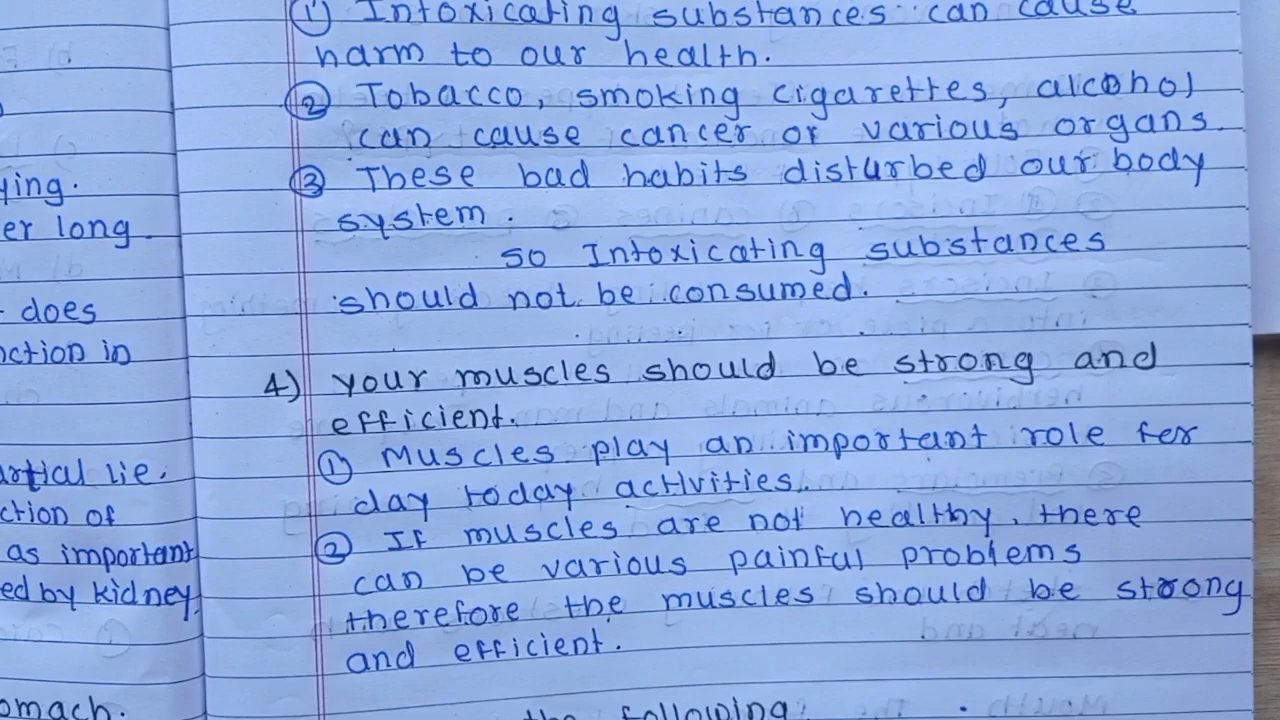 ying.
er long
does
ction in
artial lie.
ction of
as important
ed by kidney.
omach.
① Intoxicating substances can cause
harm to our health.
② Tobacco, smoking cigarettes, alcohol
can cause cancer of various organs.
③ These bad habits disturbed our body
system.
so Intoxicating substances
should not be consumed.
4) your muscles should be strong and
efficient.
① Muscles play an important role for
day today activities.
② If muscles are not healthy, there
can be various painful problems
therefore the muscles should be strong
and efficient.
the following: